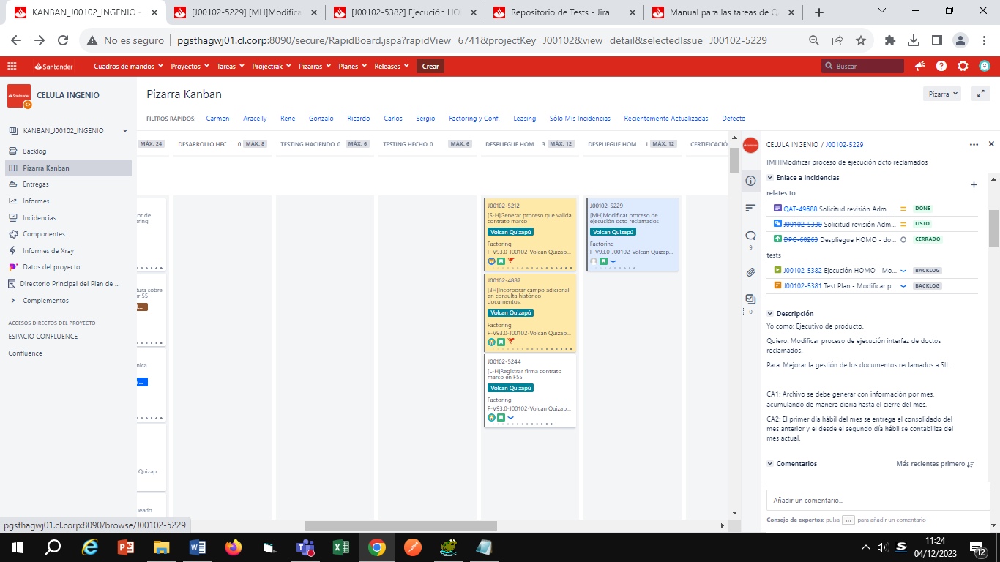 KANBAN_J00102_INGENIO -
[J00102-5229] [MH]Modifica
[J00102-5382] Ejecución HO
Repositorio de Tests - Jira
Manual para las tareas de Q
No es seguro
pgsthagwj01.cl.corp:8090/secure/RapidBoard.jspa?rapidView=6741&projectKey=J00102&view=detail&selectedIssue=J00102-5229
Santander
Cuadros de mandos
Proyectos
Tareas
Projectrak
Pizarras
Planes
Releases
Crear
Buscar
CELULA INGENIO
KANBAN_J00102_INGENIO
Backlog
Pizarra Kanban
Entregas
Informes
Incidencias
Componentes
Informes de Xray
Datos del proyecto
Directorio Principal del Plan de ...
Complementos
ACCESOS DIRECTOS DEL PROYECTO
ESPACIO CONFLUENCE
Confluence
pgsthagwj01.cl.corp:8090/browse/J00102-5229
Pizarra Kanban
Pizarra
FILTROS RÁPIDOS:
Carmen
Aracelly
Rene
Gonzalo
Ricardo
Carlos
Sergio
Factoring y Conf.
Leasing
Sólo Mis Incidencias
Recientemente Actualizadas
Defecto
MÁX. 24
DESARROLLO HEC... 0 MÁX. 8
TESTING HACIENDO 0 MÁX. 6
TESTING HECHO 0 MÁX. 6
DESPLIEGUE HOM... 3 MÁX. 12
DESPLIEGUE HOM... 1 MÁX. 12
CERTIFICACIÓ
or de
ring
tura sobre
or 55
...
nica
...
Quizap...
ueado
J00102-5212
[S-H]Generar proceso que valida
contrato marco
Volcan Quizapú
Factoring
F-V93.0-J00102-Volcan Quizap...
J00102-4887
[3H]Incorporar campo adicional
en consulta histórico
documentos.
Volcan Quizapú
Factoring
F-V93.0-J00102-Volcan Quizap...
J00102-5244
[L-H]Registrar firma contrato
marco en F55
Volcan Quizapú
Factoring
F-V93.0-J00102-Volcan Quizap...
J00102-5229
[MH]Modificar proceso de
ejecución dcto reclamados
Volcan Quizapú
Factoring
F-V93.0-J00102-Volcan Quizap...
9
0
CELULA INGENIO / J00102-5229
[MH]Modificar proceso de ejecución dcto reclamados
Enlace a Incidencias
relates to
QAT-49688 Solicitud revisión Adm. ... DONE
J00102-5338 Solicitud revisión Adm... LISTO
DPG-60263 Despliegue HOMO - do... CERRADO
tests
J00102-5382 Ejecución HOMO - Mo... BACKLOG
J00102-5381 Test Plan - Modificar p... BACKLOG
Descripción
Yo como: Ejecutivo de producto.
Quiero: Modificar proceso de ejecución interfaz de doctos
reclamados.
Para: Mejorar la gestión de los documentos reclamados a SII.
CA1: Archivo se debe generar con información por mes,
acumulando de manera diaria hasta el cierre del mes.
CA2: El primer día hábil del mes se entrega el consolidado del
mes anterior y el desde el segundo día hábil se contabiliza del
mes actual.
Comentarios
Más recientes primero
Añadir un comentario...
Consejo de expertos: pulsa m para añadir un comentario
11:24
04/12/2023
12